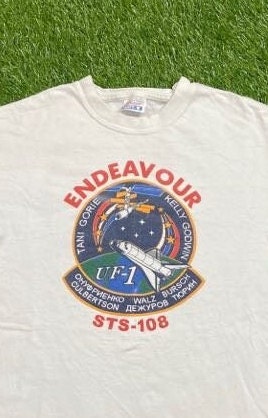 ENDEAVOUR
TANI GORIE KELLY GODWIN
UF-1
ОНУФРИЕНКО WALZ BURSCH
CULBERTSON ДЕЖУРОВ ТЮРИН
STS-108